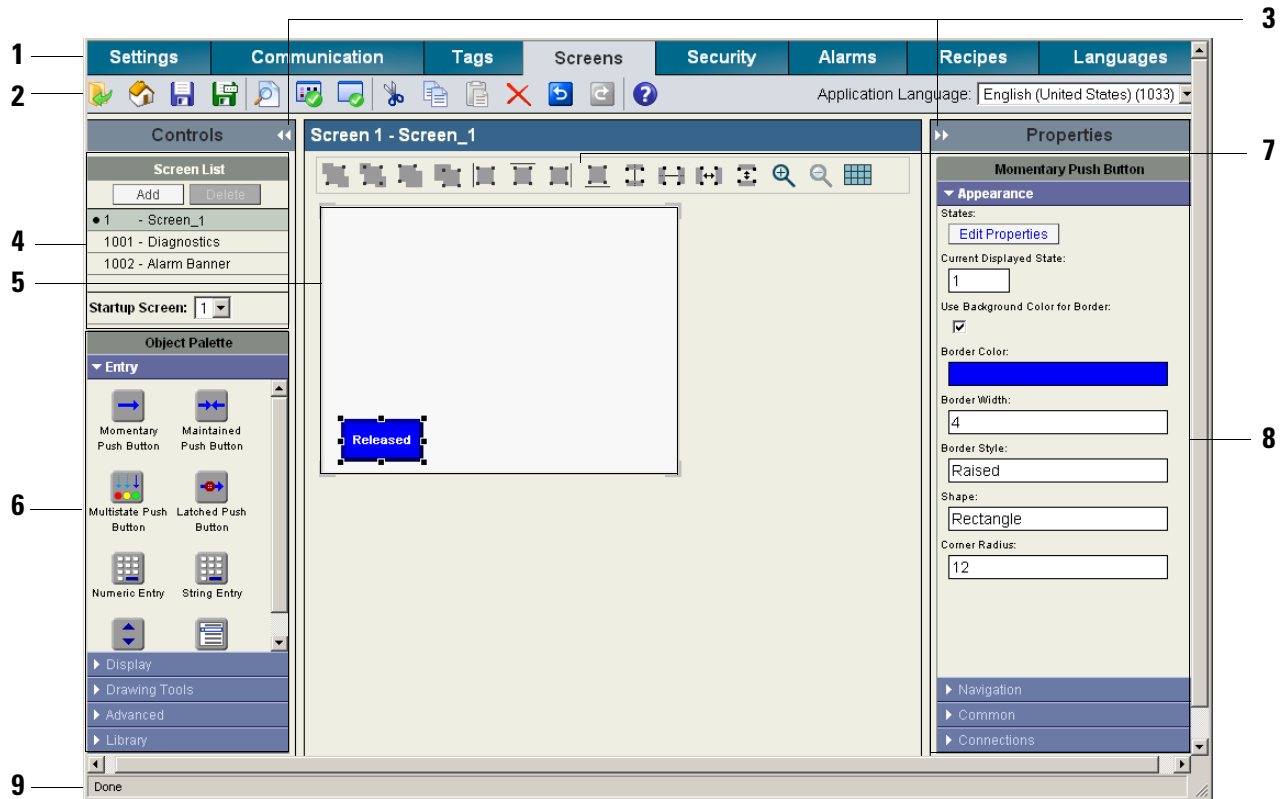 3
1
Settings Communication Tags Screens Security Alarms Recipes Languages
2
Application Language: English (United States) (1033)
Controls
Screen 1 - Screen_1
Properties
7
Screen List
Add Delete
1 - Screen_1
4
1001 - Diagnostics
1002 - Alarm Banner
5
Startup Screen: 1
Object Palette
Entry
Momentary Push Button
Maintained Push Button
6
Multistate Push Button
Latched Push Button
Numeric Entry
String Entry
Display
Drawing Tools
Advanced
Library
Released
Momentary Push Button
Appearance
States:
Edit Properties
Current Displayed State:
1
Use Background Color for Border:
Border Color:
Border Width:
4
8
Border Style:
Raised
Shape:
Rectangle
Corner Radius:
12
Navigation
Common
Connections
9
Done